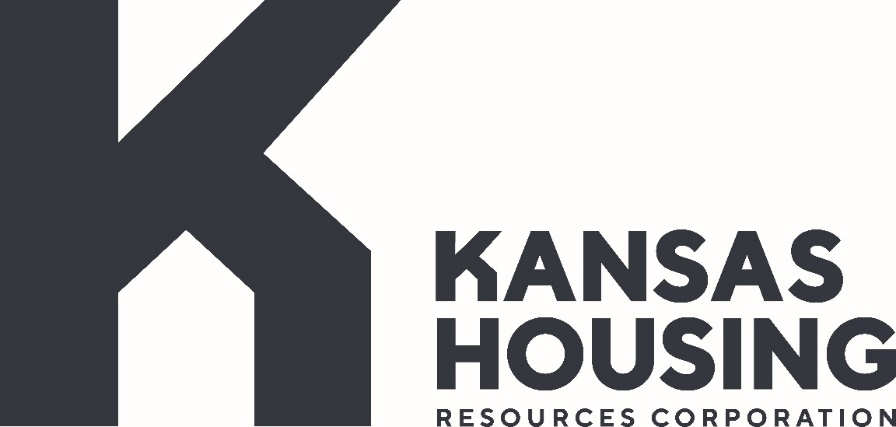 KANSAS
HOUSING
RESOURCES CORPORATION